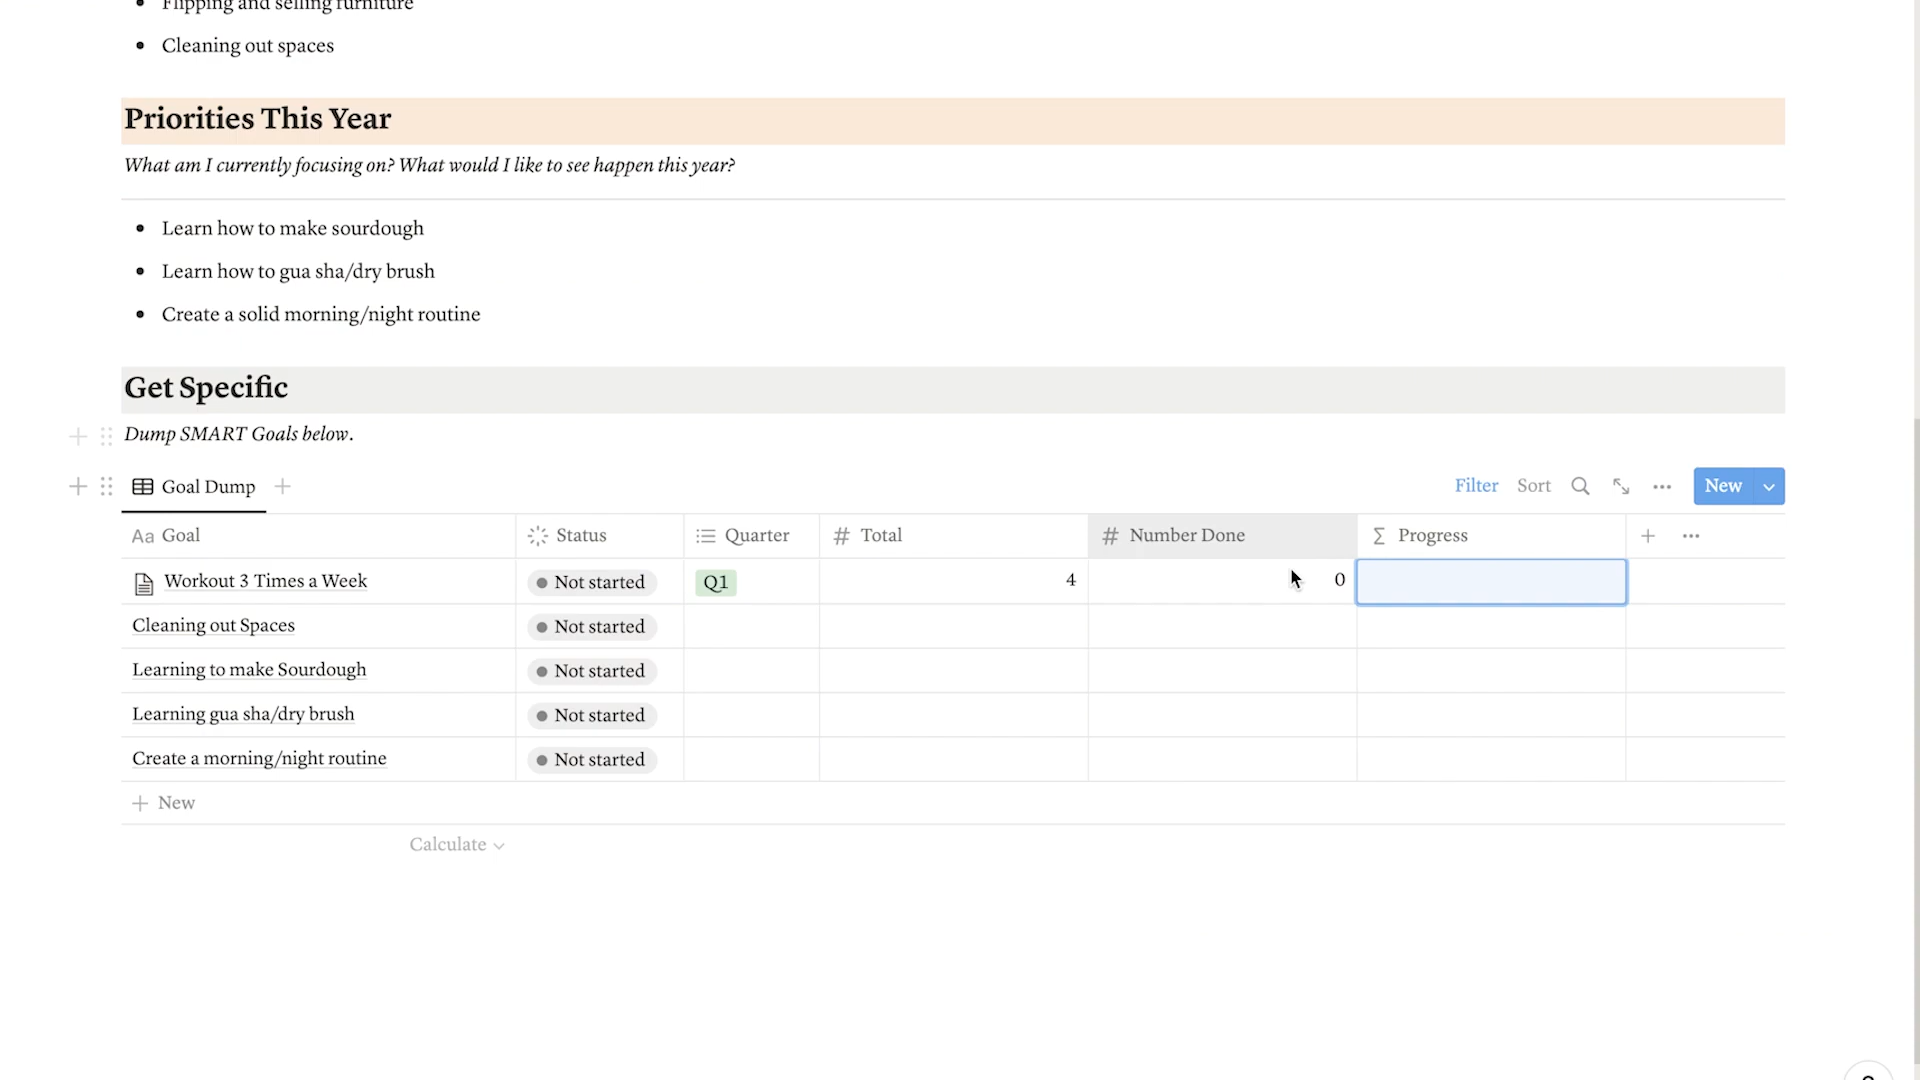 Flipping and selling furniture
Cleaning out spaces
Priorities This Year
What am I currently focusing on? What would I like to see happen this year?
Learn how to make sourdough
Learn how to gua sha/dry brush
Create a solid morning/night routine
Get Specific
Dump SMART Goals below.
Goal Dump Filter Sort New
Aa Goal Status Quarter # Total # Number Done Σ Progress
Workout 3 Times a Week Not started Q1 4 0
Cleaning out Spaces Not started
Learning to make Sourdough Not started
Learning gua sha/dry brush Not started
Create a morning/night routine Not started
+ New
Calculate